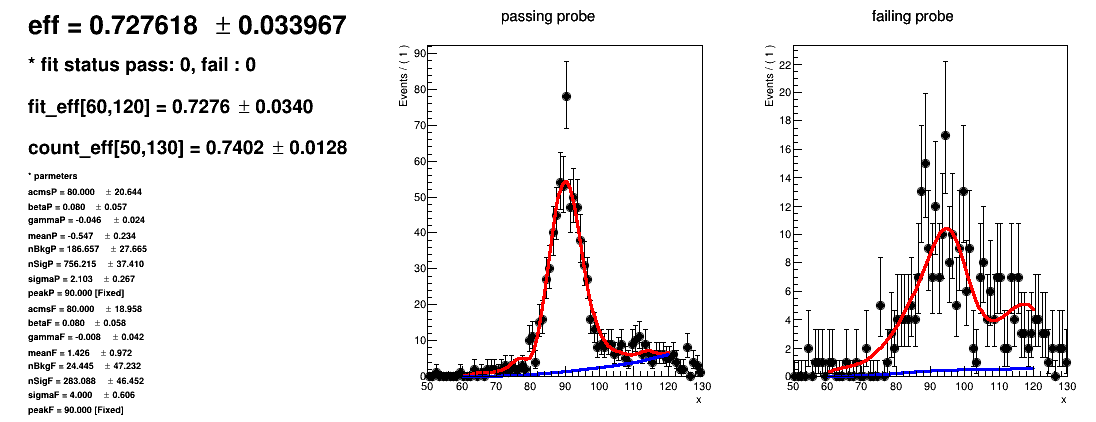 eff = 0.727618 ± 0.033967
* fit status pass: 0, fail : 0
fit_eff[60,120] = 0.7276 ± 0.0340
count_eff[50,130] = 0.7402 ± 0.0128
* parmeters
acmsP = 80.000 ± 20.644
betaP = 0.080 ± 0.057
gammaP = -0.046 ± 0.024
meanP = -0.547 ± 0.234
nBkgP = 186.657 ± 27.665
nSigP = 756.215 ± 37.410
sigmaP = 2.103 ± 0.267
peakP = 90.000 [Fixed]
acmsF = 80.000 ± 18.958
betaF = 0.080 ± 0.058
gammaF = -0.008 ± 0.042
meanF = 1.426 ± 0.972
nBkgF = 24.445 ± 47.232
nSigF = 283.088 ± 46.452
sigmaF = 4.000 ± 0.606
peakF = 90.000 [Fixed]
passing probe
Events / ( 1 )
90
80
70
60
50
40
30
20
10
0
50 60 70 80 90 100 110 120 130
x
failing probe
Events / ( 1 )
22
20
18
16
14
12
10
8
6
4
2
0
50 60 70 80 90 100 110 120 130
x